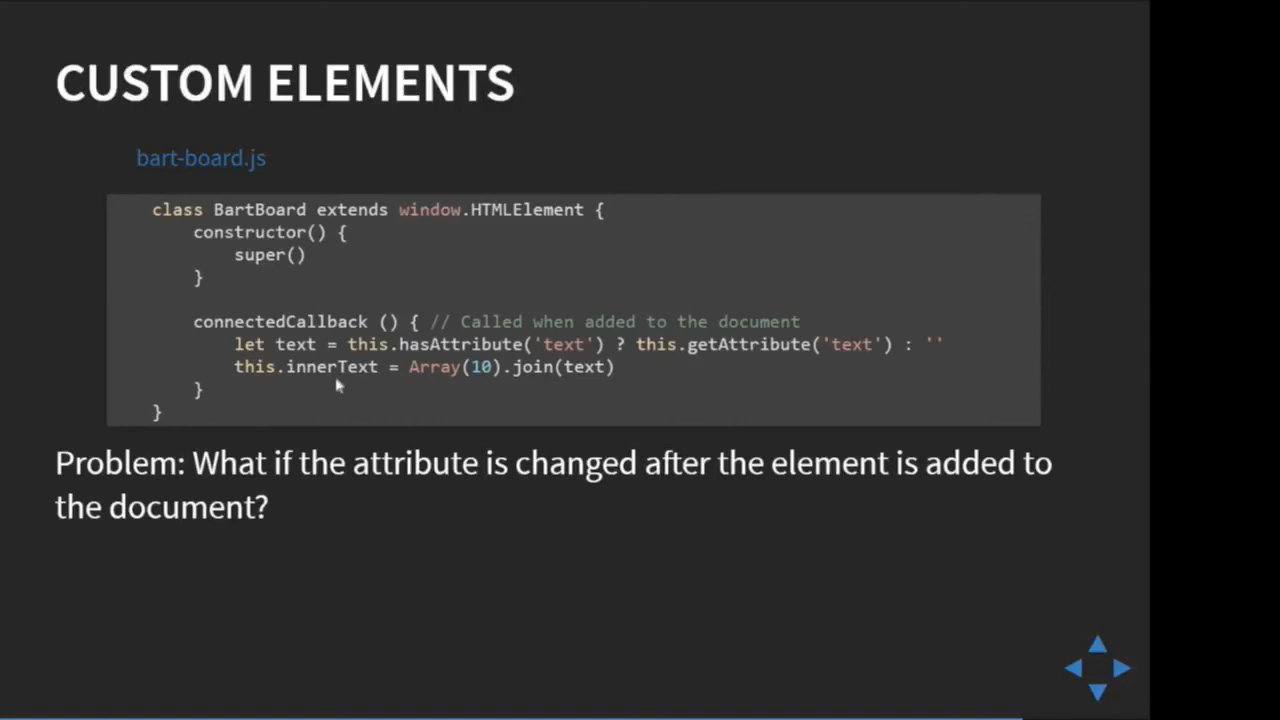 CUSTOM ELEMENTS
bart-board.js
class BartBoard extends window.HTMLElement {
    constructor() {
        super()
    }

    connectedCallback () { // Called when added to the document
        let text = this.hasAttribute('text') ? this.getAttribute('text') : ''
        this.innerText = Array(10).join(text)
    }
}
Problem: What if the attribute is changed after the element is added to
the document?